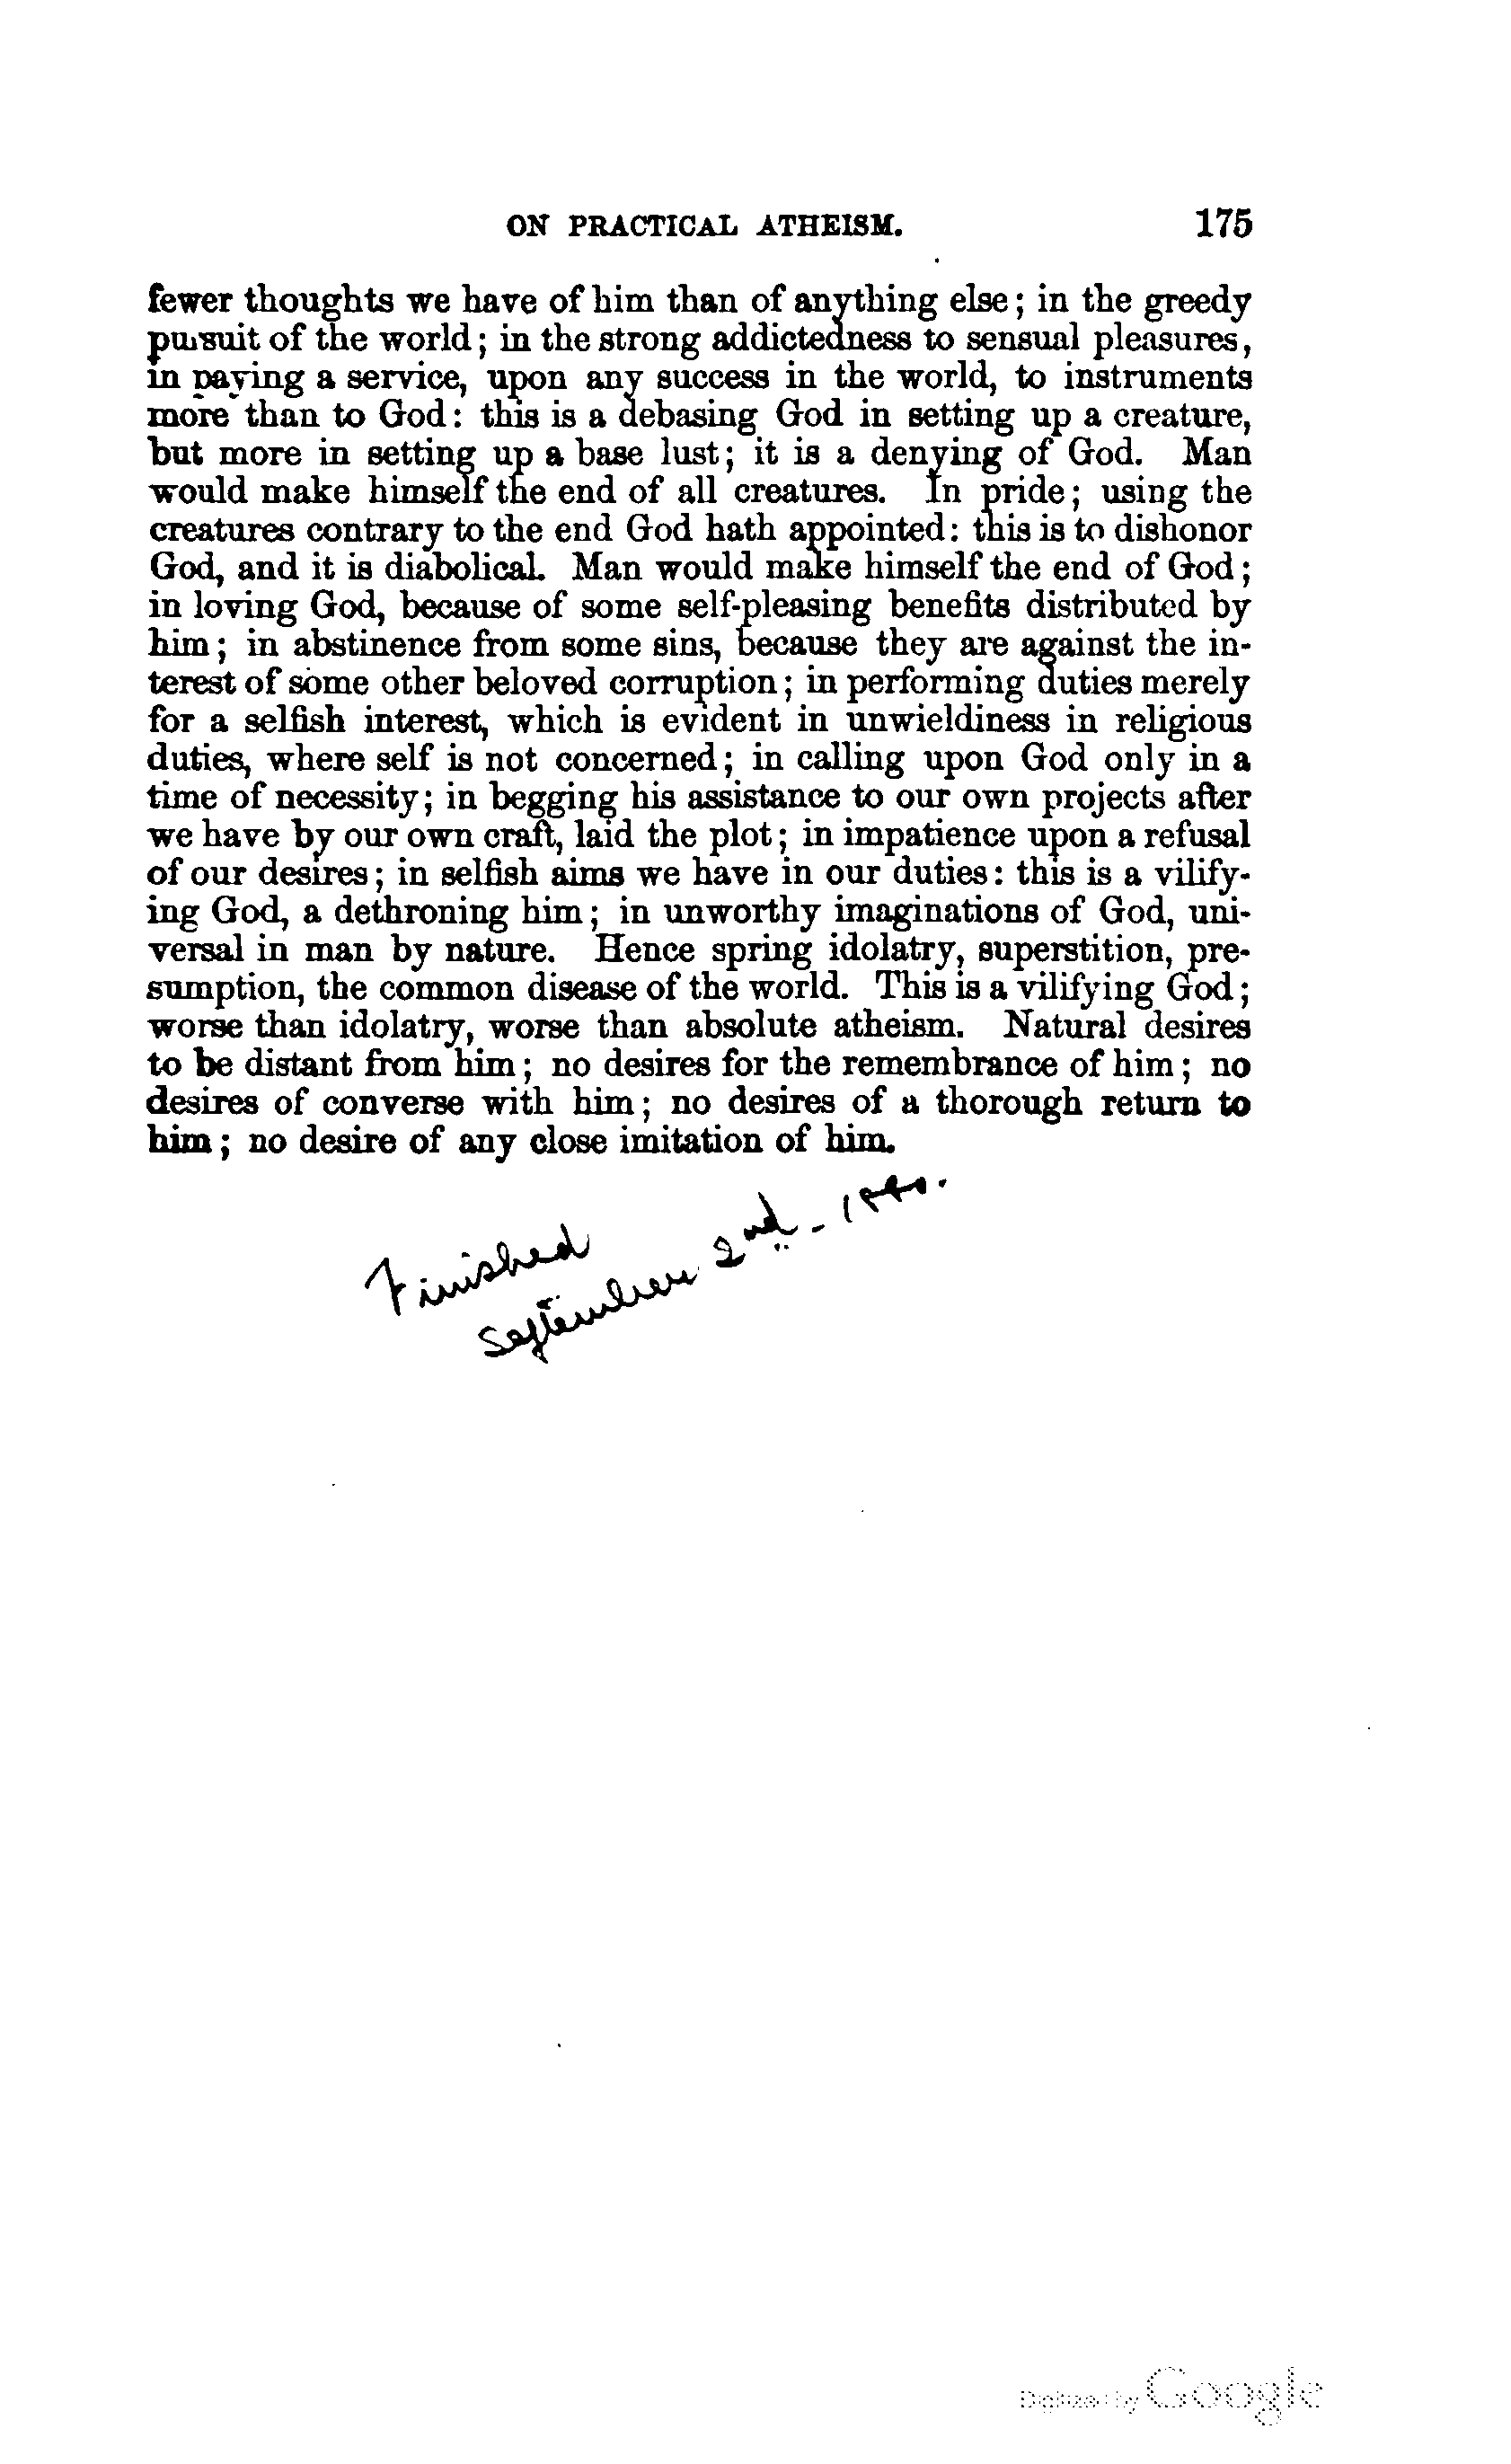 ON PRACTICAL ATHEISM. 175
fewer thoughts we have of him than of anything else; in the greedy
pursuit of the world; in the strong addictedness to sensual pleasures,
in paying a service, upon any success in the world, to instruments
more than to God: this is a debasing God in setting up a creature,
but more in setting up a base lust; it is a denying of God. Man
would make himself the end of all creatures. In pride; using the
creatures contrary to the end God hath appointed: this is to dishonor
God, and it is diabolical. Man would make himself the end of God;
in loving God, because of some self-pleasing benefits distributed by
him; in abstinence from some sins, because they are against the in-
terest of some other beloved corruption; in performing duties merely
for a selfish interest, which is evident in unwieldiness in religious
duties, where self is not concerned; in calling upon God only in a
time of necessity; in begging his assistance to our own projects after
we have by our own craft, laid the plot; in impatience upon a refusal
of our desires; in selfish aims we have in our duties: this is a vilify-
ing God, a dethroning him; in unworthy imaginations of God, uni-
versal in man by nature. Hence spring idolatry, superstition, pre-
sumption, the common disease of the world. This is a vilifying God;
worse than idolatry, worse than absolute atheism. Natural desires
to be distant from him; no desires for the remembrance of him; no
desires of converse with him; no desires of a thorough return to
him; no desire of any close imitation of him.
Finished
September 2nd -
Digitized by Google